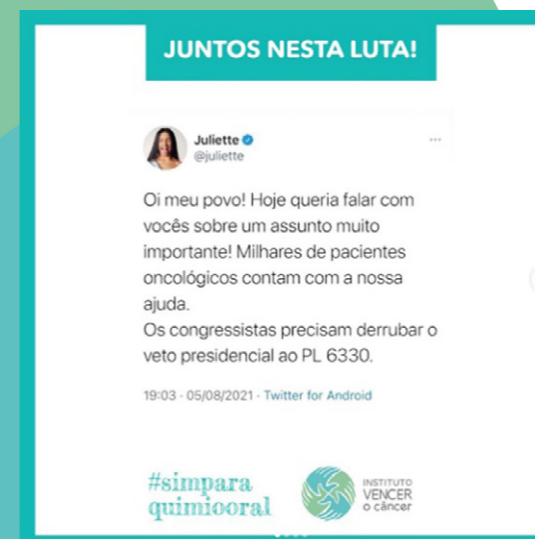 JUNTOS NESTA LUTA!
Juliette
@juliette
Oi meu povo! Hoje queria falar com
vocês sobre um assunto muito
importante! Milhares de pacientes
oncológicos contam com a nossa
ajuda.
Os congressistas precisam derrubar o
veto presidencial ao PL 6330.
19:03 · 05/08/2021 · Twitter for Android
#simpara
quimiooral
INSTITUTO
VENCER
o câncer